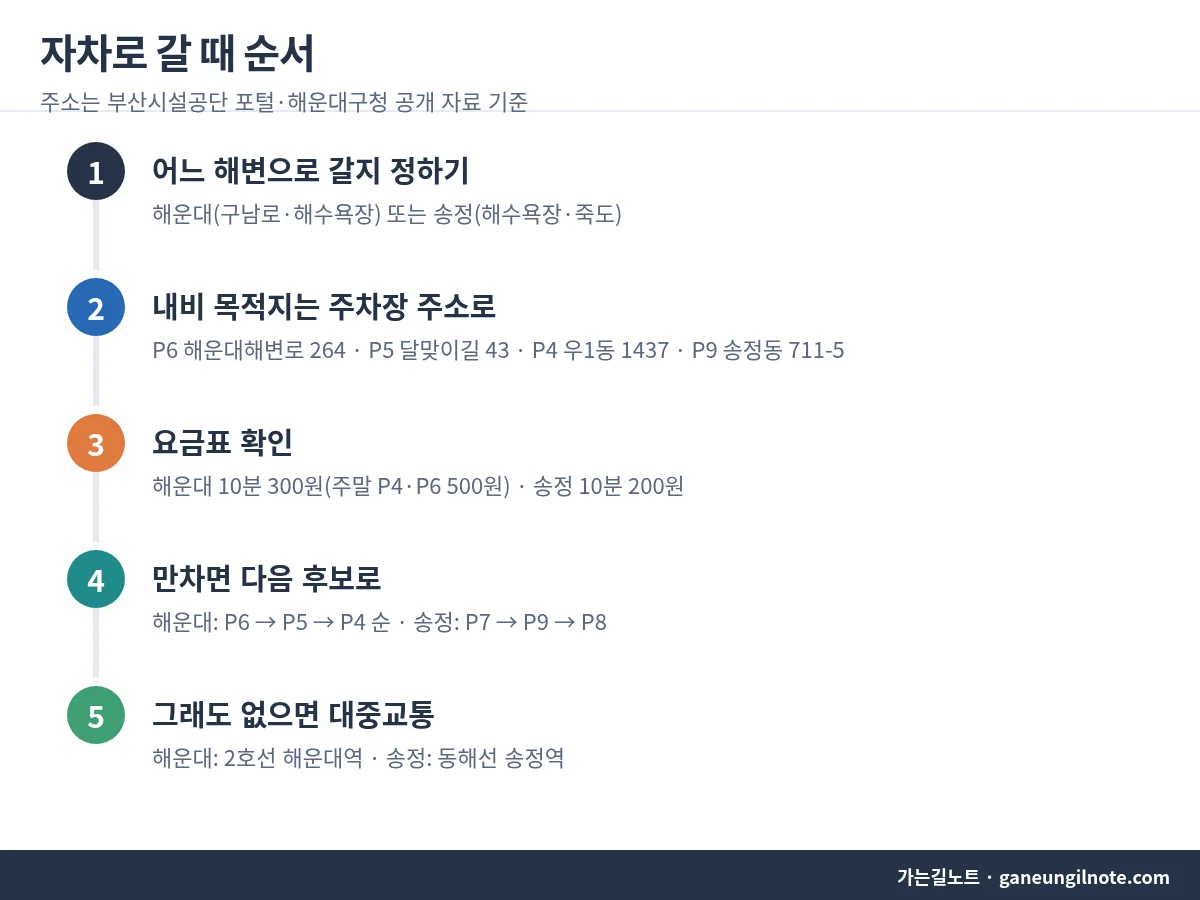 자차로 갈 때 순서
주소는 부산시설공단 포털·해운대구청 공개 자료 기준
1
어느 해변으로 갈지 정하기
해운대(구남로·해수욕장) 또는 송정(해수욕장·죽도)
2
내비 목적지는 주차장 주소로
P6 해운대해변로 264 · P5 달맞이길 43 · P4 우1동 1437 · P9 송정동 711-5
3
요금표 확인
해운대 10분 300원(주말 P4·P6 500원) · 송정 10분 200원
4
만차면 다음 후보로
해운대: P6 → P5 → P4 순 · 송정: P7 → P9 → P8
5
그래도 없으면 대중교통
해운대: 2호선 해운대역 · 송정: 동해선 송정역
가는길노트 · ganeungilnote.com